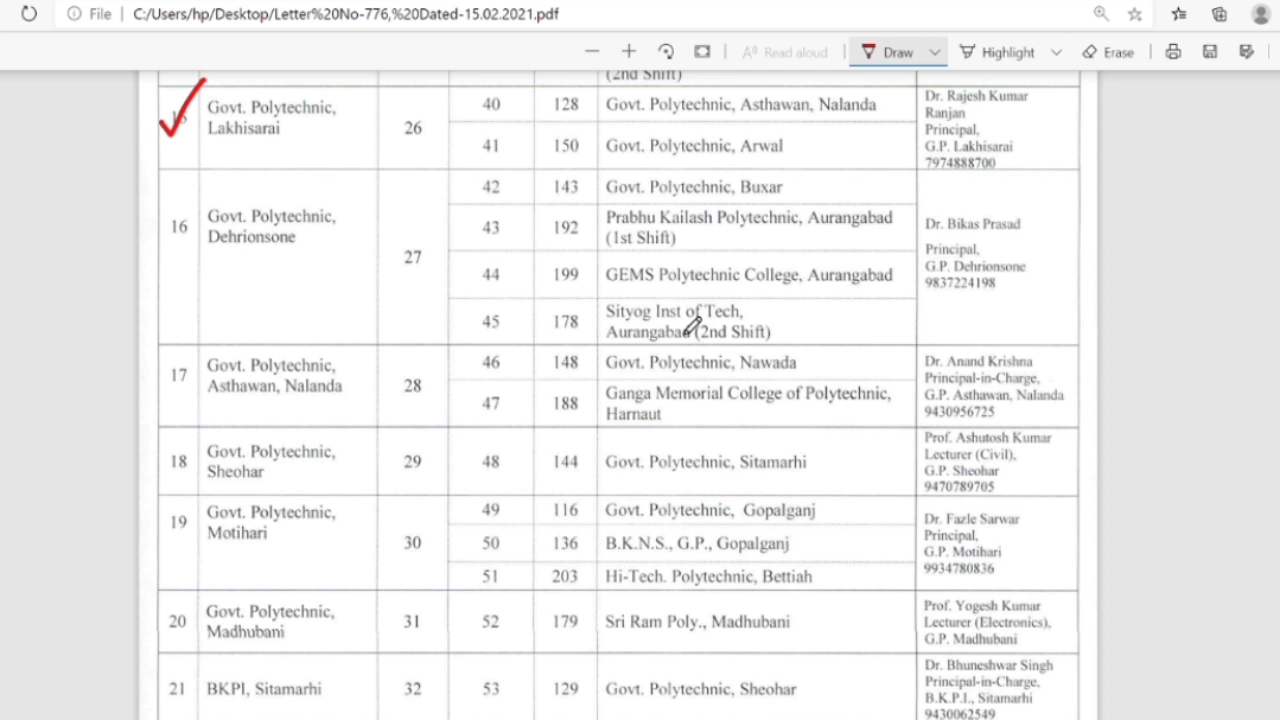 File | C:/Users/hp/Desktop/Letter%20No-776,%20Dated-15.02.2021.pdf
Read aloud Draw Highlight Erase
(2nd Shift)
Govt. Polytechnic,
Lakhisarai
26
40 128 Govt. Polytechnic, Asthawan, Nalanda
41 150 Govt. Polytechnic, Arwal
Dr. Rajesh Kumar
Ranjan
Principal,
G.P. Lakhisarai
7974888700
16
Govt. Polytechnic,
Dehrionsone
27
42 143 Govt. Polytechnic, Buxar
43 192 Prabhu Kailash Polytechnic, Aurangabad
(1st Shift)
44 199 GEMS Polytechnic College, Aurangabad
45 178 Sityog Inst of Tech,
Aurangabad (2nd Shift)
Dr. Bikas Prasad
Principal,
G.P. Dehrionsone
9837224198
17
Govt. Polytechnic,
Asthawan, Nalanda
28
46 148 Govt. Polytechnic, Nawada
47 188 Ganga Memorial College of Polytechnic,
Harnaut
Dr. Anand Krishna
Principal-in-Charge,
G.P. Asthawan, Nalanda
9430956725
18
Govt. Polytechnic,
Sheohar
29
48 144 Govt. Polytechnic, Sitamarhi
Prof. Ashutosh Kumar
Lecturer (Civil),
G.P. Sheohar
9470789705
19
Govt. Polytechnic,
Motihari
30
49 116 Govt. Polytechnic, Gopalganj
50 136 B.K.N.S., G.P., Gopalganj
51 203 Hi-Tech. Polytechnic, Bettiah
Dr. Fazle Sarwar
Principal,
G.P. Motihari
9934780836
20
Govt. Polytechnic,
Madhubani
31
52 179 Sri Ram Poly., Madhubani
Prof. Yogesh Kumar
Lecturer (Electronics),
G.P. Madhubani
21
BKPI, Sitamarhi
32
53 129 Govt. Polytechnic, Sheohar
Dr. Bhuneshwar Singh
Principal-in-Charge,
B.K.P.I., Sitamarhi
9430062549